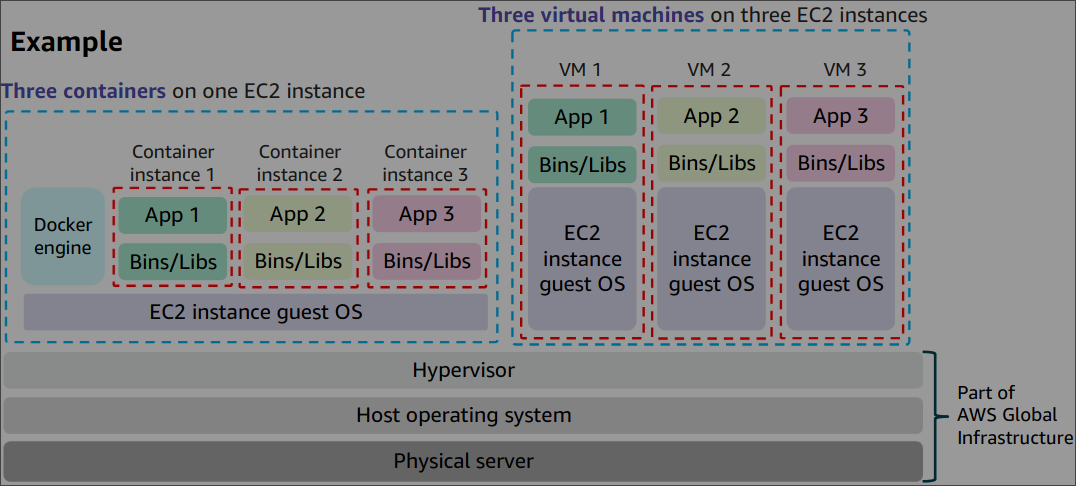 Example
Three containers on one EC2 instance
Container
instance 1
Container
instance 2
Container
instance 3
Docker
engine
App 1
App 2
App 3
Bins/Libs
Bins/Libs
Bins/Libs
EC2 instance guest OS
Three virtual machines on three EC2 instances
VM 1
VM 2
VM 3
App 1
App 2
App 3
Bins/Libs
Bins/Libs
Bins/Libs
EC2
instance
guest OS
EC2
instance
guest OS
EC2
instance
guest OS
Hypervisor
Host operating system
Physical server
Part of
AWS Global
Infrastructure